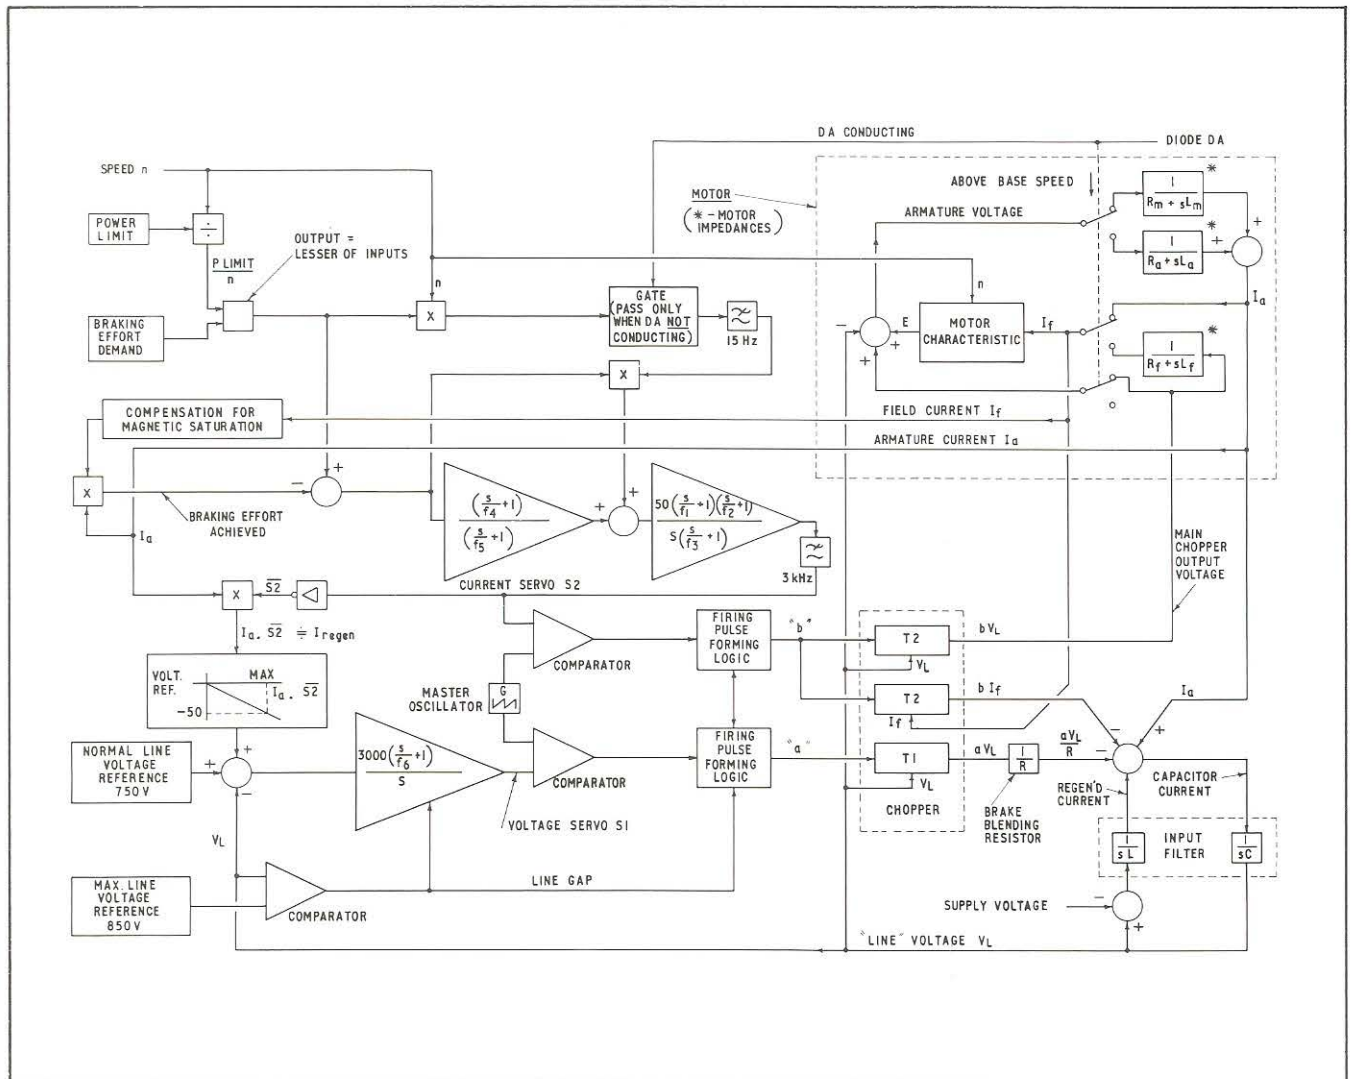 DA CONDUCTING
DIODE DA
SPEED n
POWER
LIMIT
÷
OUTPUT =
LESSER OF INPUTS
P LIMIT
n
BRAKING
EFFORT
DEMAND
n
X
GATE
(PASS ONLY
WHEN DA NOT
CONDUCTING)
15 Hz
X
MOTOR
(* - MOTOR
IMPEDANCES)
ABOVE BASE SPEED
ARMATURE VOLTAGE
*
1
Rm + sLm
+
*
1
Ra + sLa
+
Ia
n
- E
+
+
MOTOR
CHARACTERISTIC
If
*
1
Rf + sLf
COMPENSATION FOR
MAGNETIC SATURATION
FIELD CURRENT If
ARMATURE CURRENT Ia
X
BRAKING EFFORT
ACHIEVED
Ia
-
+
(s/f4 + 1)
(s/f5 + 1)
+
+
50(s/f1 + 1)(s/f2 + 1)
S(s/f3 + 1)
3 kHz
MAIN
CHOPPER
OUTPUT
VOLTAGE
X
S2
CURRENT SERVO S2
Ia. S2 ≑ Iregen
VOLT.
REF.
MAX
Ia. S2
-50
COMPARATOR
MASTER
OSCILLATOR
G
FIRING
PULSE
FORMING
LOGIC
"b"
T2
bVL
VL
T2
bIf
If
Ia
NORMAL LINE
VOLTAGE
REFERENCE
750 V
+
+
-
3000(s/f6 + 1)
S
COMPARATOR
VOLTAGE SERVO S1
FIRING
PULSE
FORMING
LOGIC
"a"
T1
aVL
VL
CHOPPER
1
R
aVL
R
BRAKE
BLENDING
RESISTOR
-
-
+
REGEN'D
CURRENT
CAPACITOR
CURRENT
1
sL
INPUT
FILTER
1
sC
VL
MAX. LINE
VOLTAGE
REFERENCE
850V
COMPARATOR
LINE GAP
SUPPLY VOLTAGE
-
+
"LINE" VOLTAGE VL